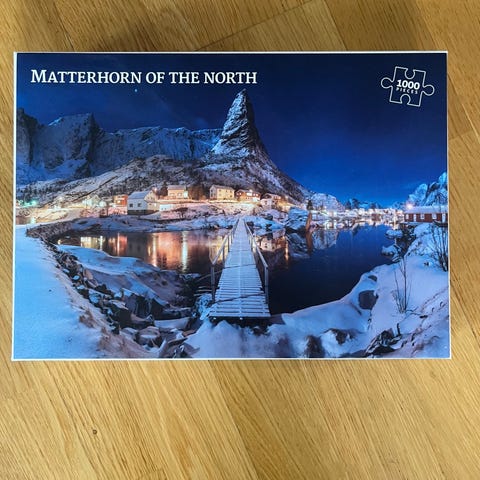 MATTERHORN OF THE NORTH
1000
PIECES